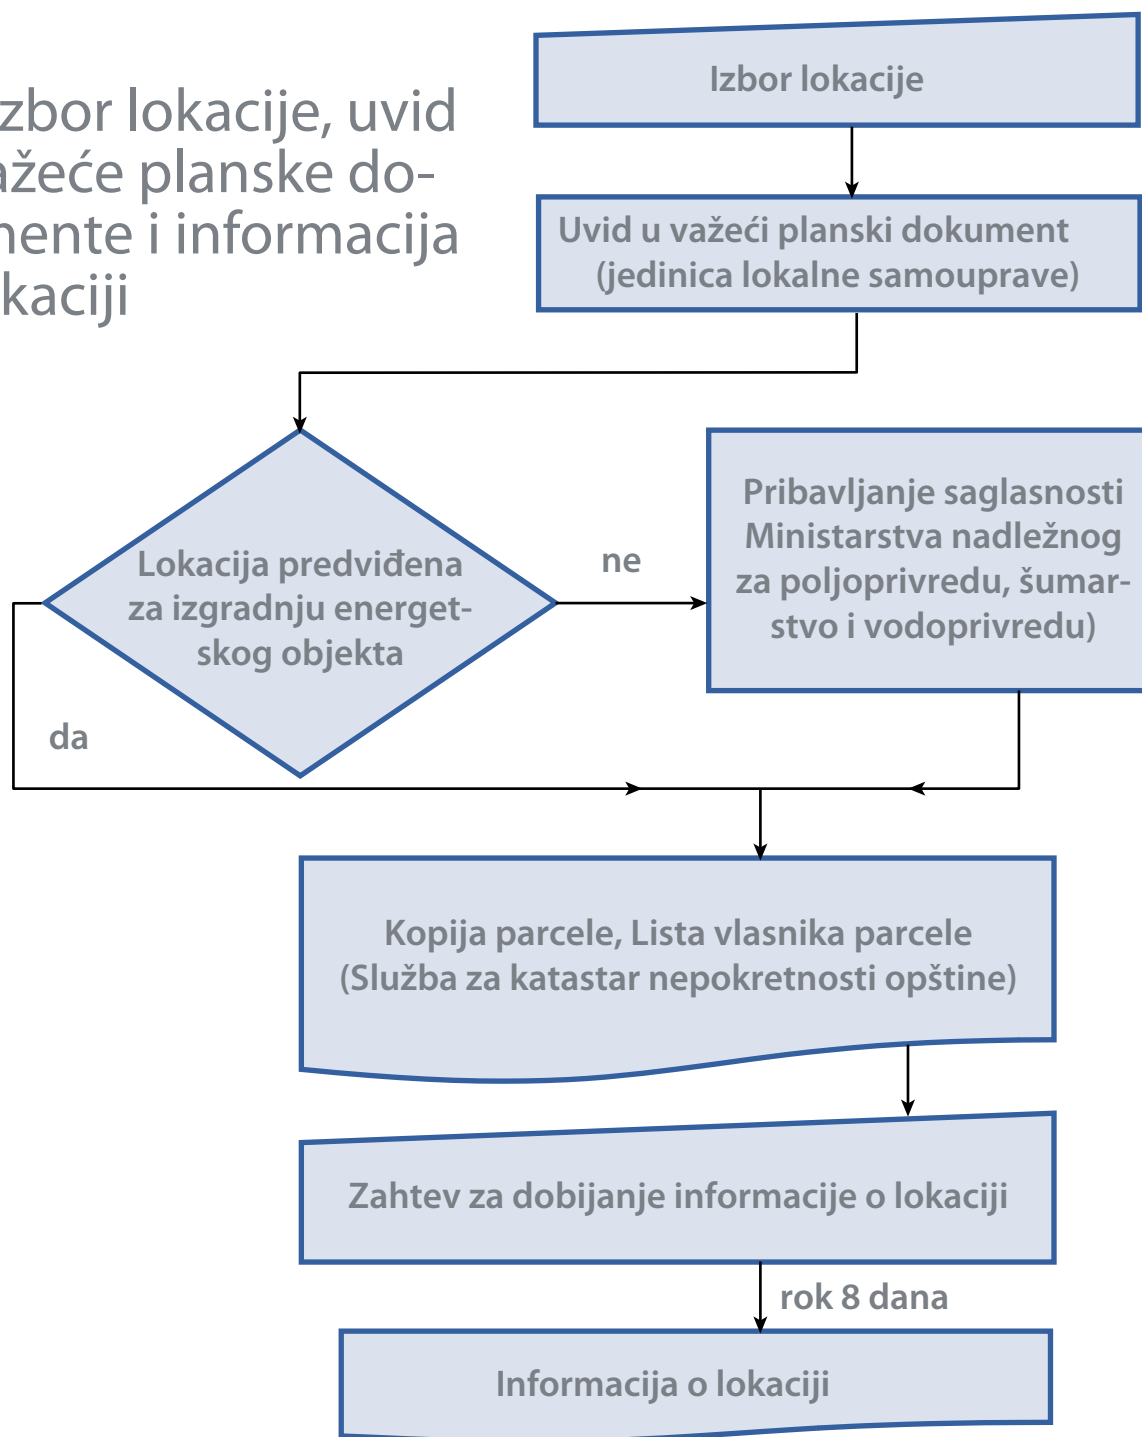 zbor lokacije, uvid
ažeće planske do-
mente i informacija
kaciji
Izbor lokacije
Uvid u važeći planski dokument
(jedinica lokalne samouprave)
Lokacija predviđena
za izgradnju energet-
skog objekta
ne
Pribavljanje saglasnosti
Ministarstva nadležnog
za poljoprivredu, šumar-
stvo i vodoprivredu)
da
Kopija parcele, Lista vlasnika parcele
(Služba za katastar nepokretnosti opštine)
Zahtev za dobijanje informacije o lokaciji
rok 8 dana
Informacija o lokaciji